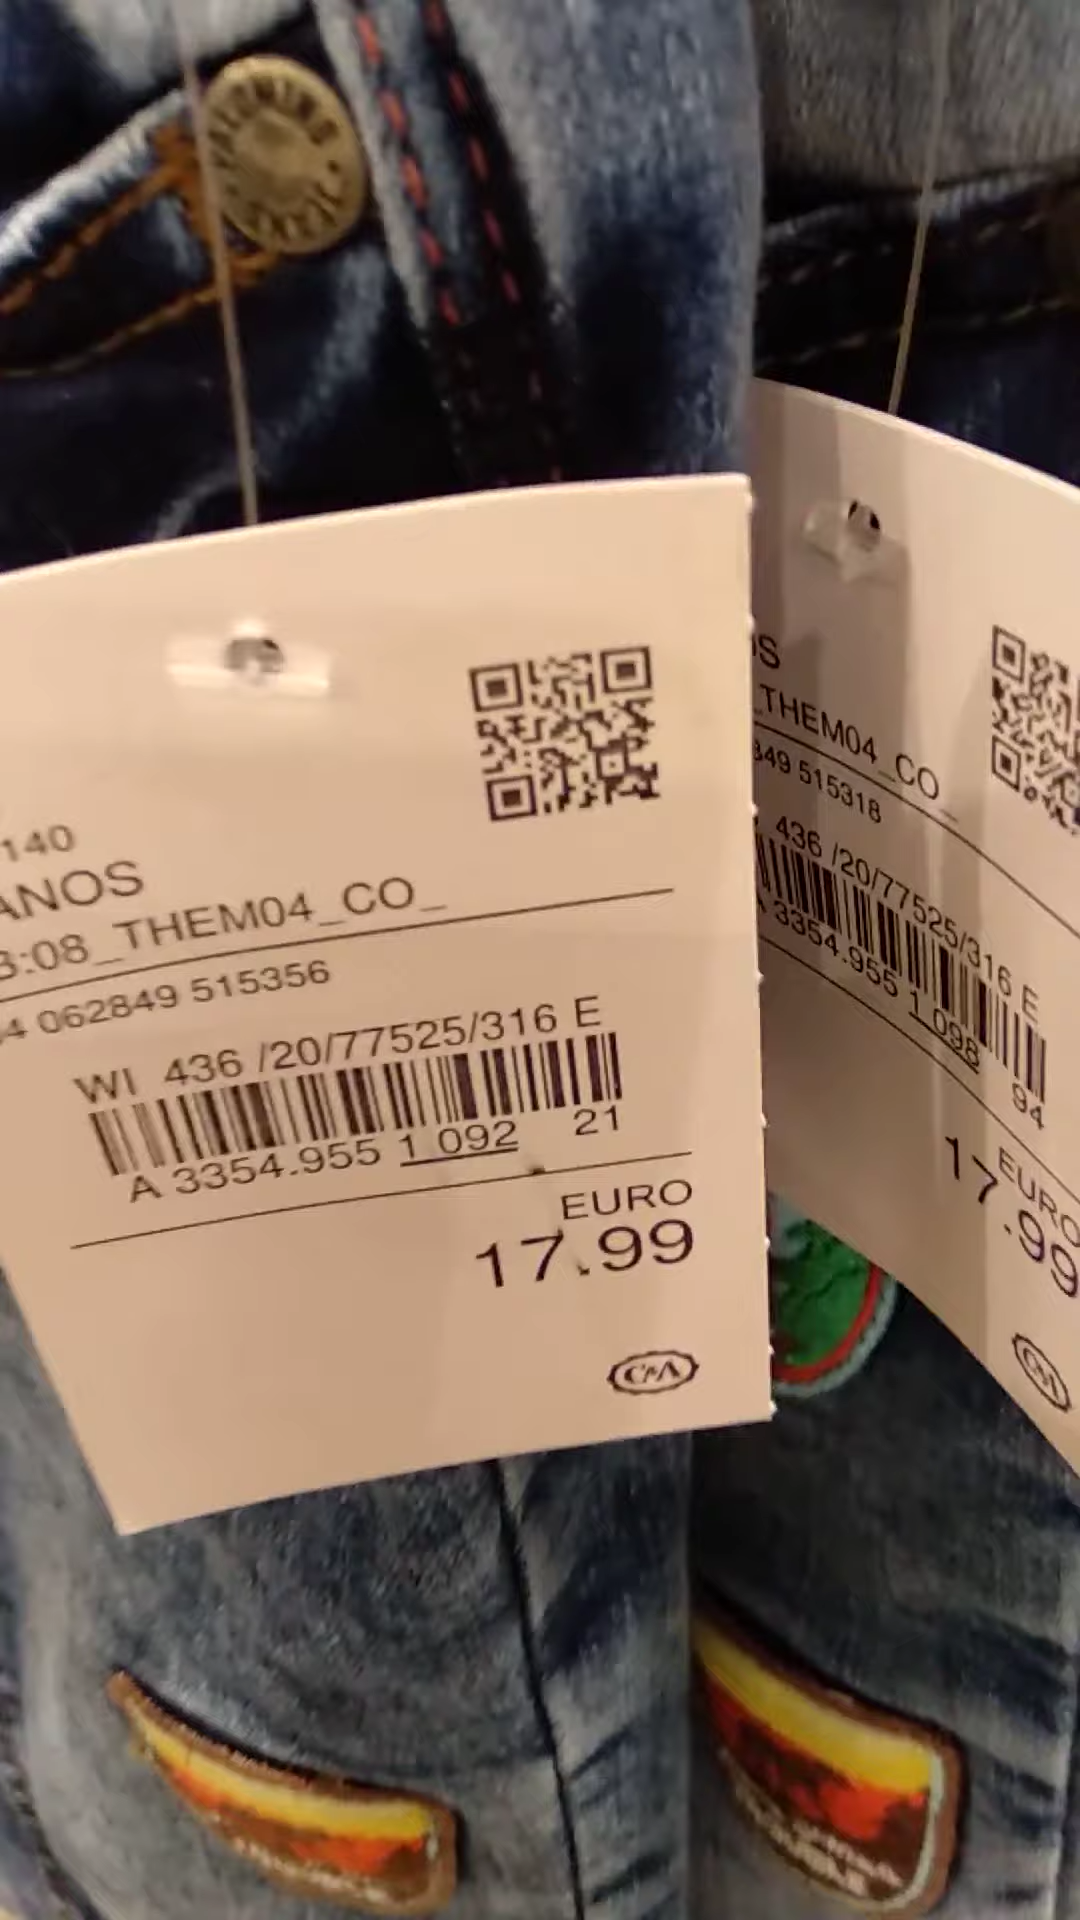 140
ANOS
3:08_THEM04_CO_
4 062849 515356
WI 436 /20/77525/316 E
A 3354.955 1 092 21
EURO
17.99
C&A
OS
_THEM04_CO_
849 515318
436 /20/77525/316 E
A 3354.955 1 098 94
EURO
17.99
C&A